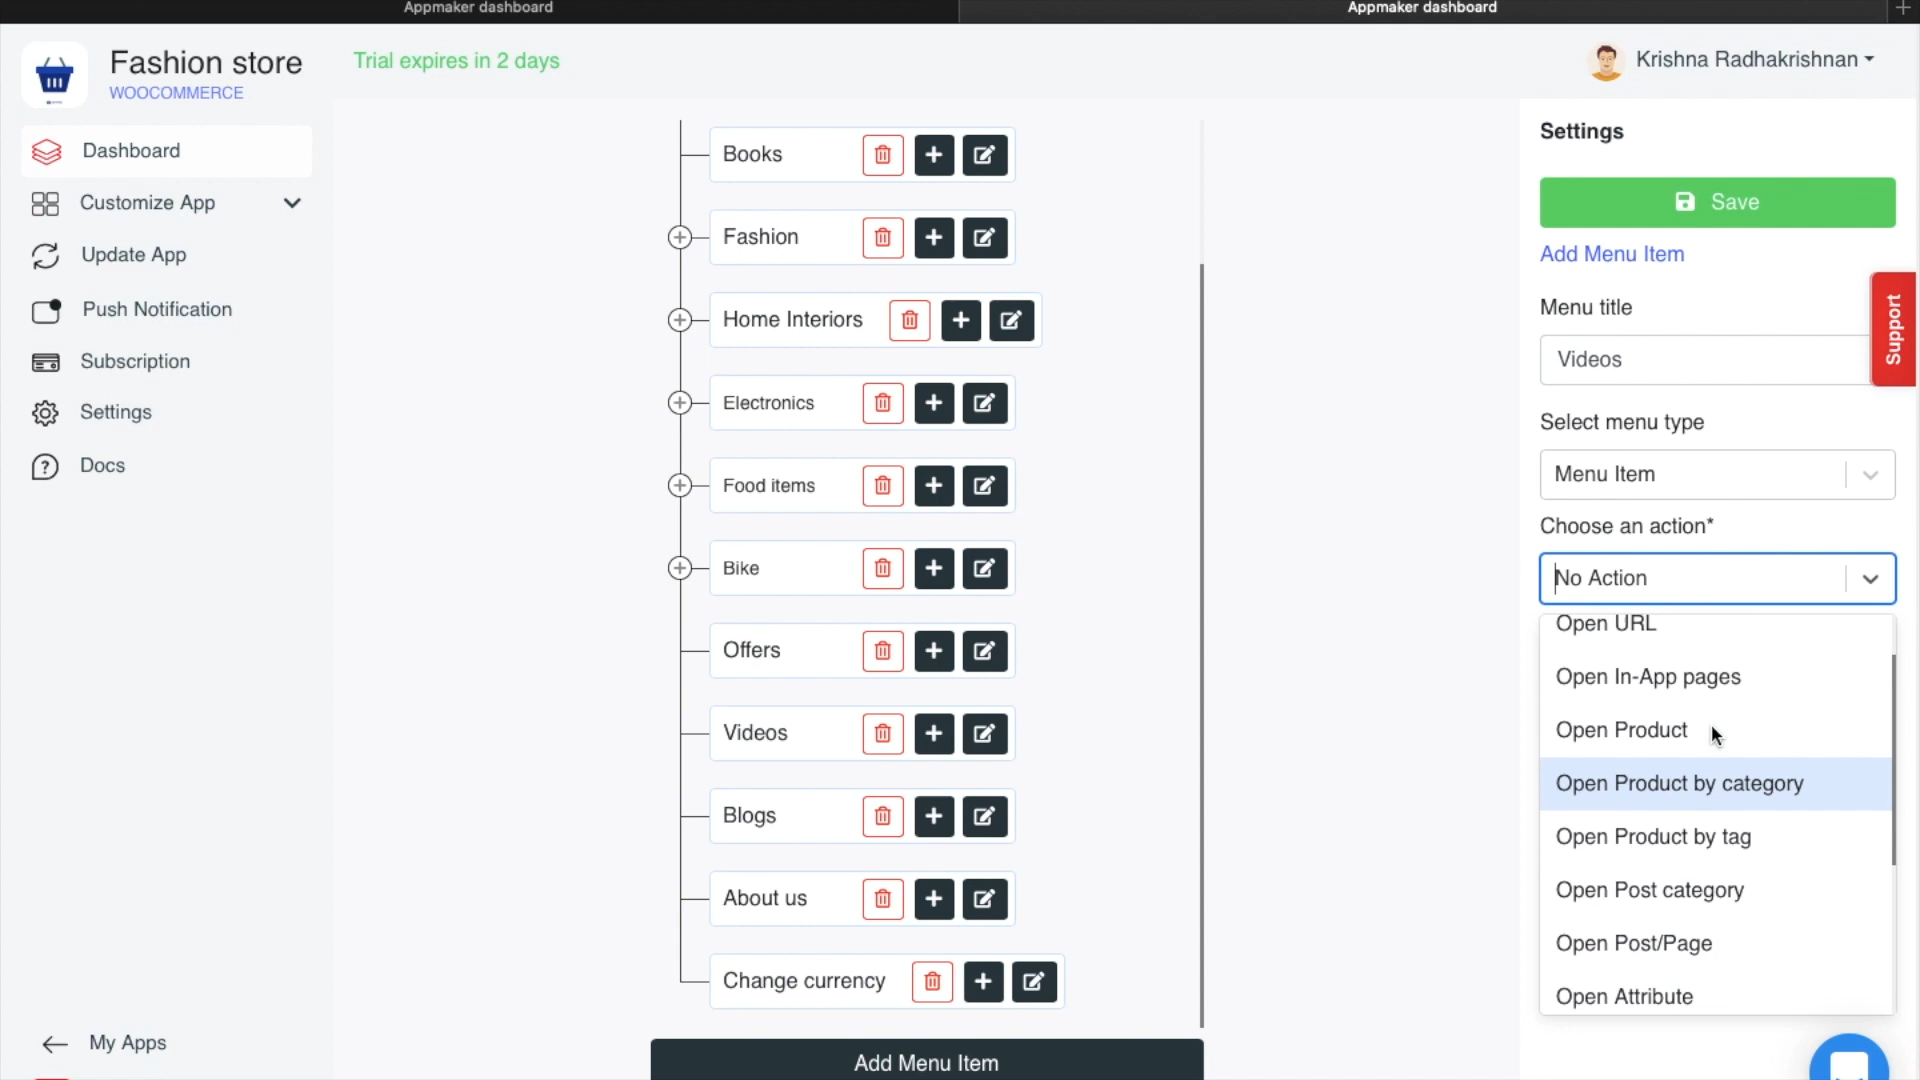 Appmaker dashboard
Appmaker dashboard
Fashion store
WOOCOMMERCE
Trial expires in 2 days
Krishna Radhakrishnan
Dashboard
Customize App
Update App
Push Notification
Subscription
Settings
Docs
My Apps
Books
Fashion
Home Interiors
Electronics
Food items
Bike
Offers
Videos
Blogs
About us
Change currency
Add Menu Item
Settings
Save
Add Menu Item
Support
Menu title
Videos
Select menu type
Menu Item
Choose an action*
No Action
Open URL
Open In-App pages
Open Product
Open Product by category
Open Product by tag
Open Post category
Open Post/Page
Open Attribute